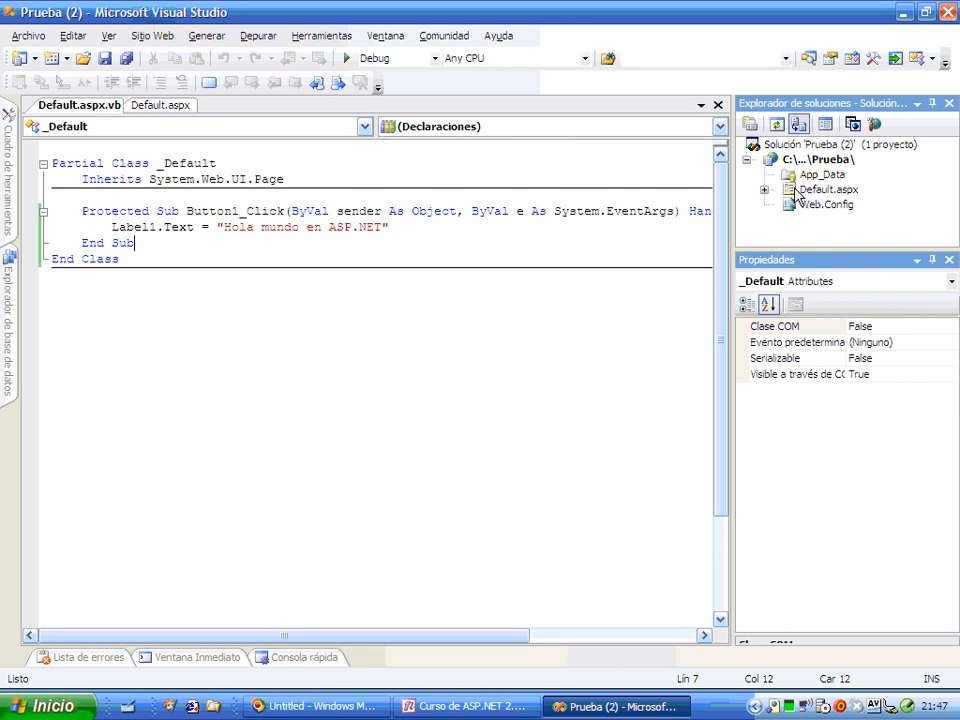 Prueba (2) - Microsoft Visual Studio
Archivo Editar Ver Sitio Web Generar Depurar Herramientas Ventana Comunidad Ayuda
Debug Any CPU
Default.aspx.vb Default.aspx
_Default (Declaraciones)
Partial Class _Default
Inherits System.Web.UI.Page
Protected Sub Button1_Click(ByVal sender As Object, ByVal e As System.EventArgs) Han
Label1.Text = "Hola mundo en ASP.NET"
End Sub
End Class
Cuadro de herramientas
Explorador de base de datos
Explorador de soluciones - Solución...
Solución 'Prueba (2)' (1 proyecto)
C:\...\Prueba\
App_Data
Default.aspx
Web.Config
Propiedades
_Default Attributes
Clase COM False
Evento predetermina (Ninguno)
Serializable False
Visible a través de CO True
Clase COM
Lista de errores Ventana Inmediato Consola rápida
Listo Lín 7 Col 12 Car 12 INS
Inicio Untitled - Windows M... Curso de ASP.NET 2.... Prueba (2) - Microsof... 21:47